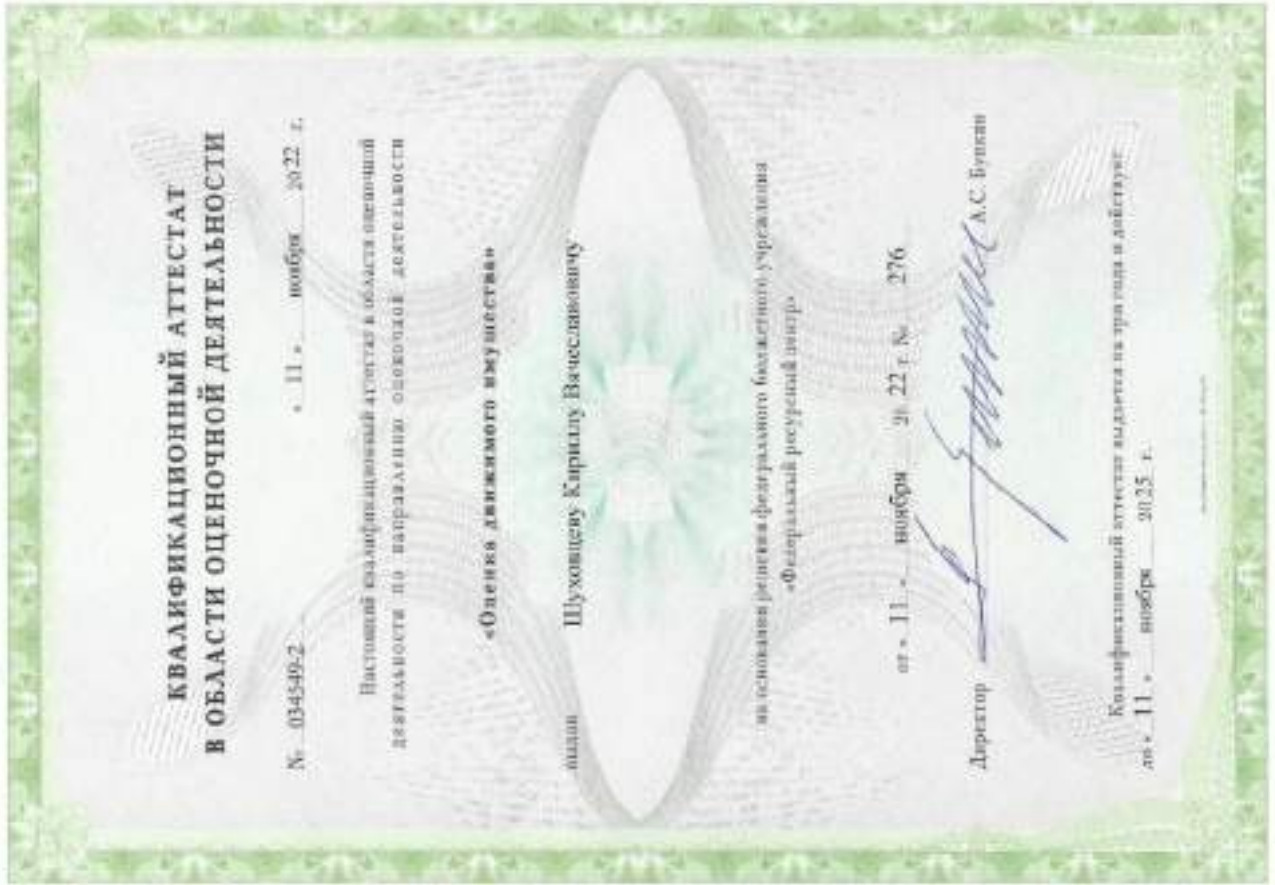 КВАЛИФИКАЦИОННЫЙ АТТЕСТАТ
В ОБЛАСТИ ОЦЕНОЧНОЙ ДЕЯТЕЛЬНОСТИ
№ 034549-2 « 11 » ноября 20 22 г.
Настоящий квалификационный аттестат в области оценочной
деятельности по направлению оценочной деятельности
«Оценка движимого имущества»
выдан Шуховцеву Кириллу Вячеславовичу
на основании решения федерального бюджетного учреждения
«Федеральный ресурсный центр»
от « 11 » ноября 20 22 г. № 276
Директор А.С. Бункин
Квалификационный аттестат выдается на три года и действует
до « 11 » ноября 2025 г.